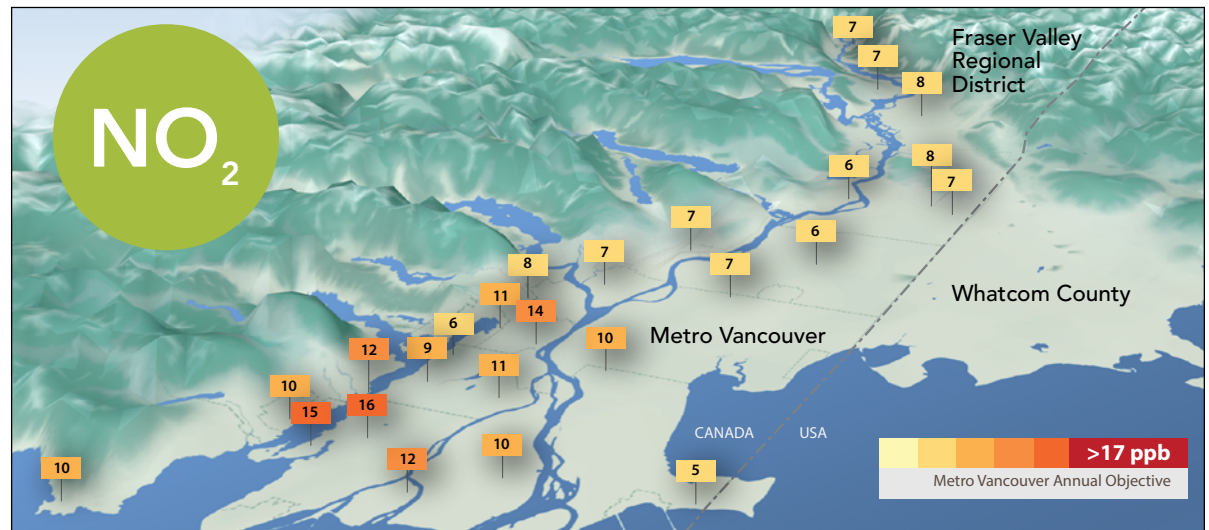 NO2
7
7
Fraser Valley
Regional
District
8
8
6
7
7
6
7
8
7
11
14
Whatcom County
6
Metro Vancouver
10
12
9
11
10
15
16
CANADA USA
12
10
10
5
>17 ppb
Metro Vancouver Annual Objective